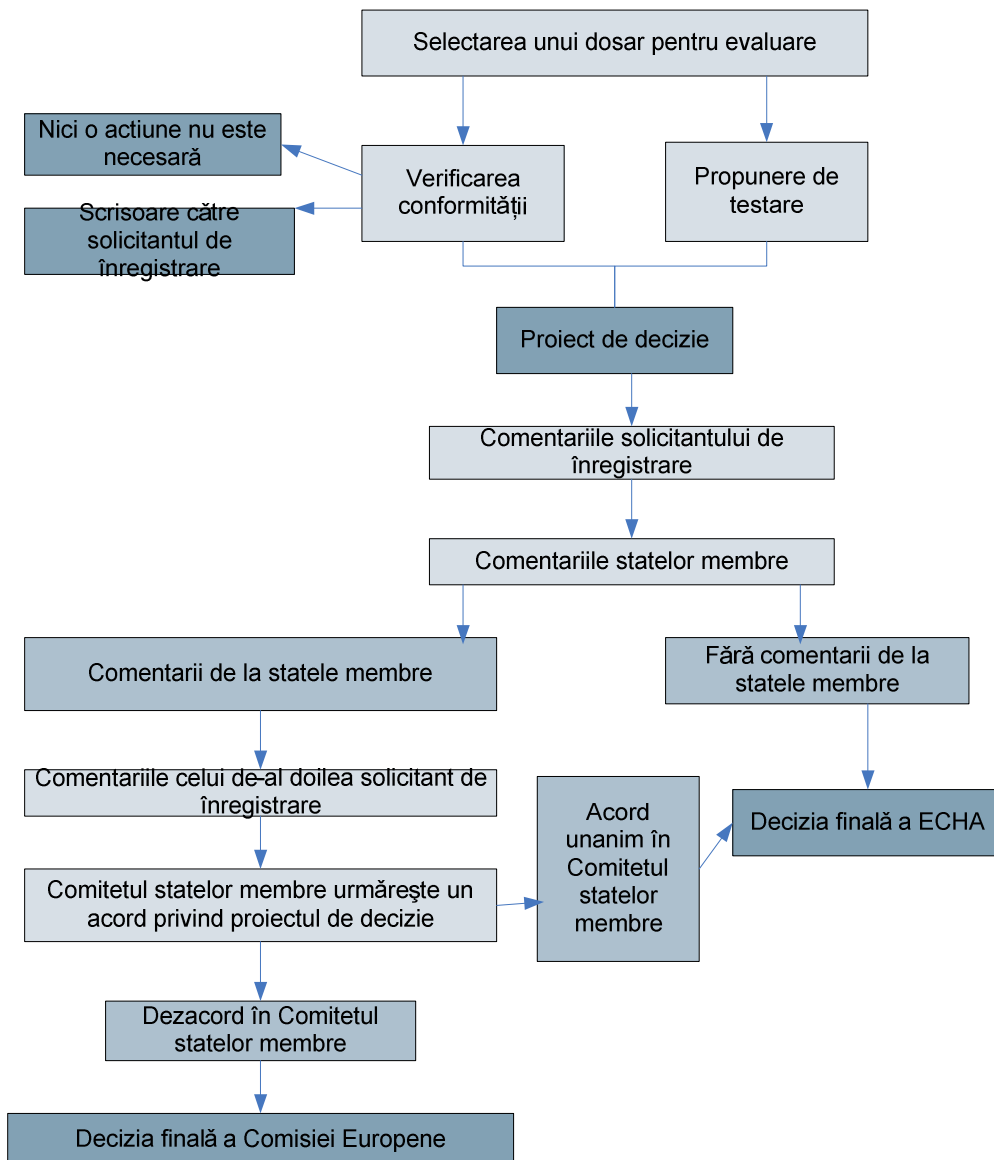 Selectarea unui dosar pentru evaluare
Nici o actiune nu este
necesară
Verificarea
conformității
Propunere de
testare
Scrisoare către
solicitantul de
înregistrare
Proiect de decizie
Comentariile solicitantului de
înregistrare
Comentariile statelor membre
Comentarii de la statele membre
Fără comentarii de la
statele membre
Comentariile celui de-al doilea solicitant de
înregistrare
Acord
unanim în
Comitetul
statelor
membre
Decizia finală a ECHA
Comitetul statelor membre urmărește un
acord privind proiectul de decizie
Dezacord în Comitetul
statelor membre
Decizia finală a Comisiei Europene